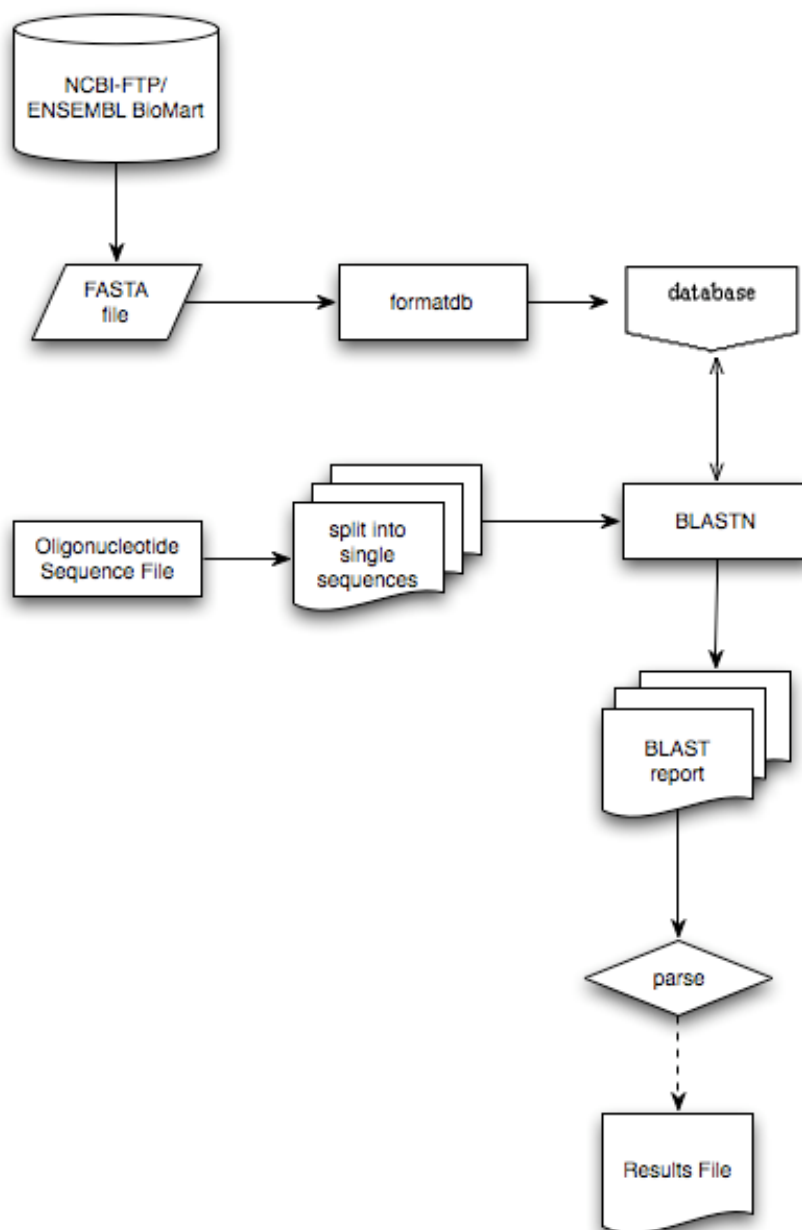 NCBI-FTP/
ENSEMBL BioMart
FASTA
file
formatdb
database
Oligonucleotide
Sequence File
split into
single
sequences
BLASTN
BLAST
report
parse
Results File